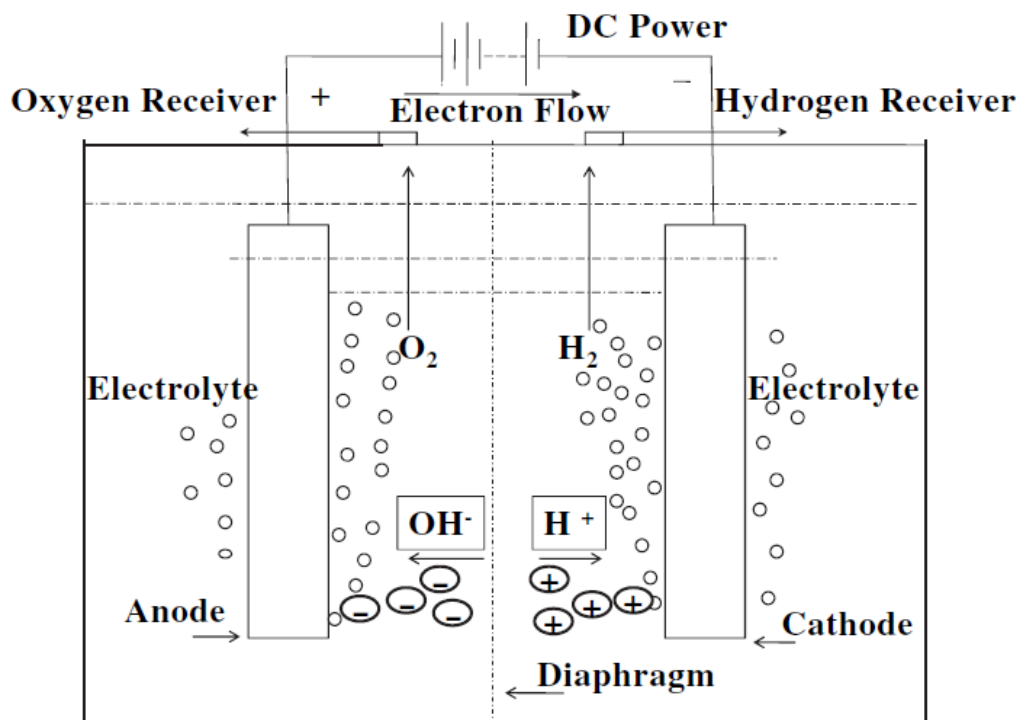 DC Power
Oxygen Receiver
+
−
Electron Flow
Hydrogen Receiver
O2
H2
Electrolyte
Electrolyte
OH-
H +
− − − −
+ + + +
Anode
Cathode
Diaphragm